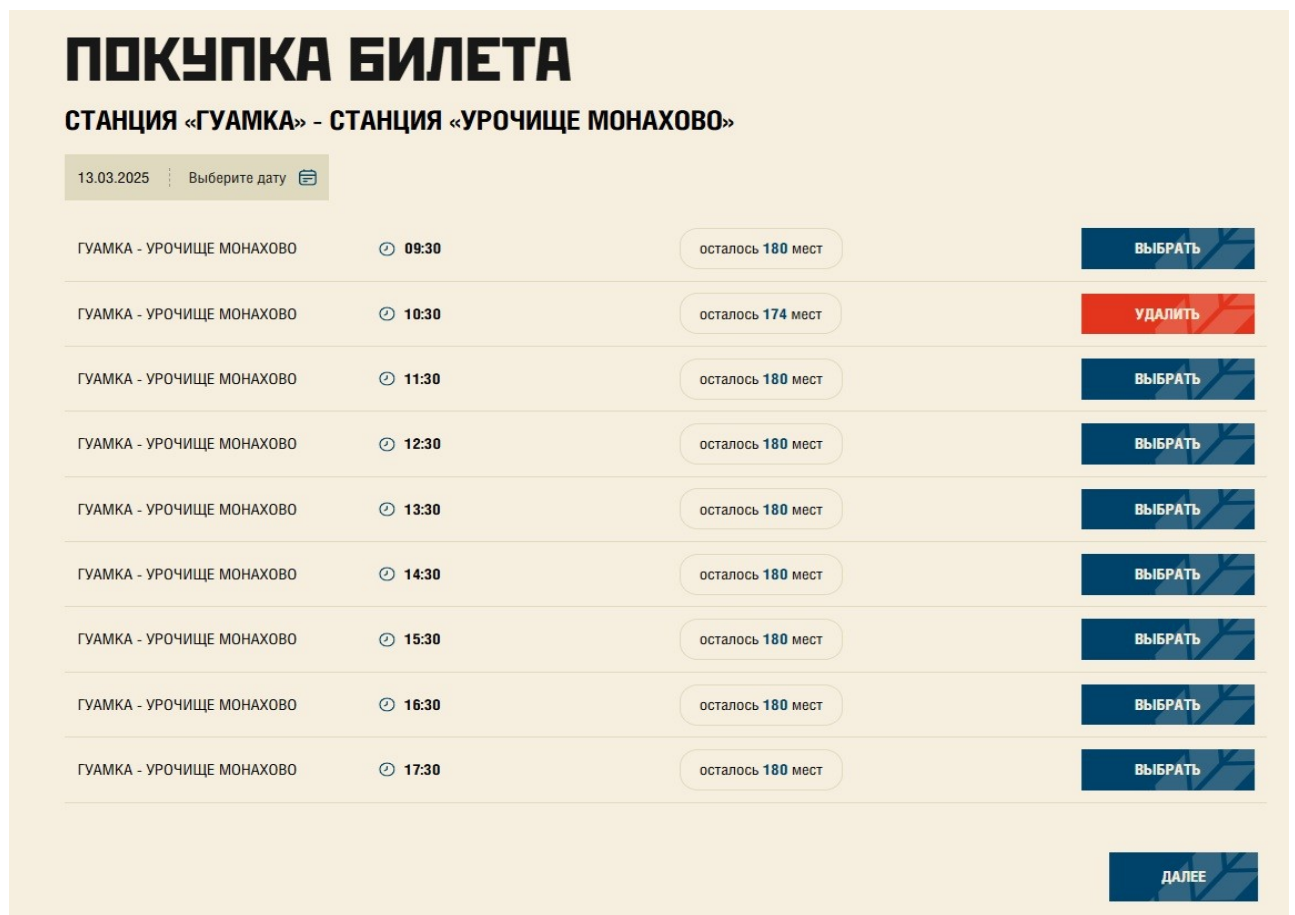 ПОКУПКА БИЛЕТА
СТАНЦИЯ «ГУАМКА» - СТАНЦИЯ «УРОЧИЩЕ МОНАХОВО»
13.03.2025 Выберите дату
ГУАМКА - УРОЧИЩЕ МОНАХОВО 09:30 осталось 180 мест ВЫБРАТЬ
ГУАМКА - УРОЧИЩЕ МОНАХОВО 10:30 осталось 174 мест УДАЛИТЬ
ГУАМКА - УРОЧИЩЕ МОНАХОВО 11:30 осталось 180 мест ВЫБРАТЬ
ГУАМКА - УРОЧИЩЕ МОНАХОВО 12:30 осталось 180 мест ВЫБРАТЬ
ГУАМКА - УРОЧИЩЕ МОНАХОВО 13:30 осталось 180 мест ВЫБРАТЬ
ГУАМКА - УРОЧИЩЕ МОНАХОВО 14:30 осталось 180 мест ВЫБРАТЬ
ГУАМКА - УРОЧИЩЕ МОНАХОВО 15:30 осталось 180 мест ВЫБРАТЬ
ГУАМКА - УРОЧИЩЕ МОНАХОВО 16:30 осталось 180 мест ВЫБРАТЬ
ГУАМКА - УРОЧИЩЕ МОНАХОВО 17:30 осталось 180 мест ВЫБРАТЬ
ДАЛЕЕ